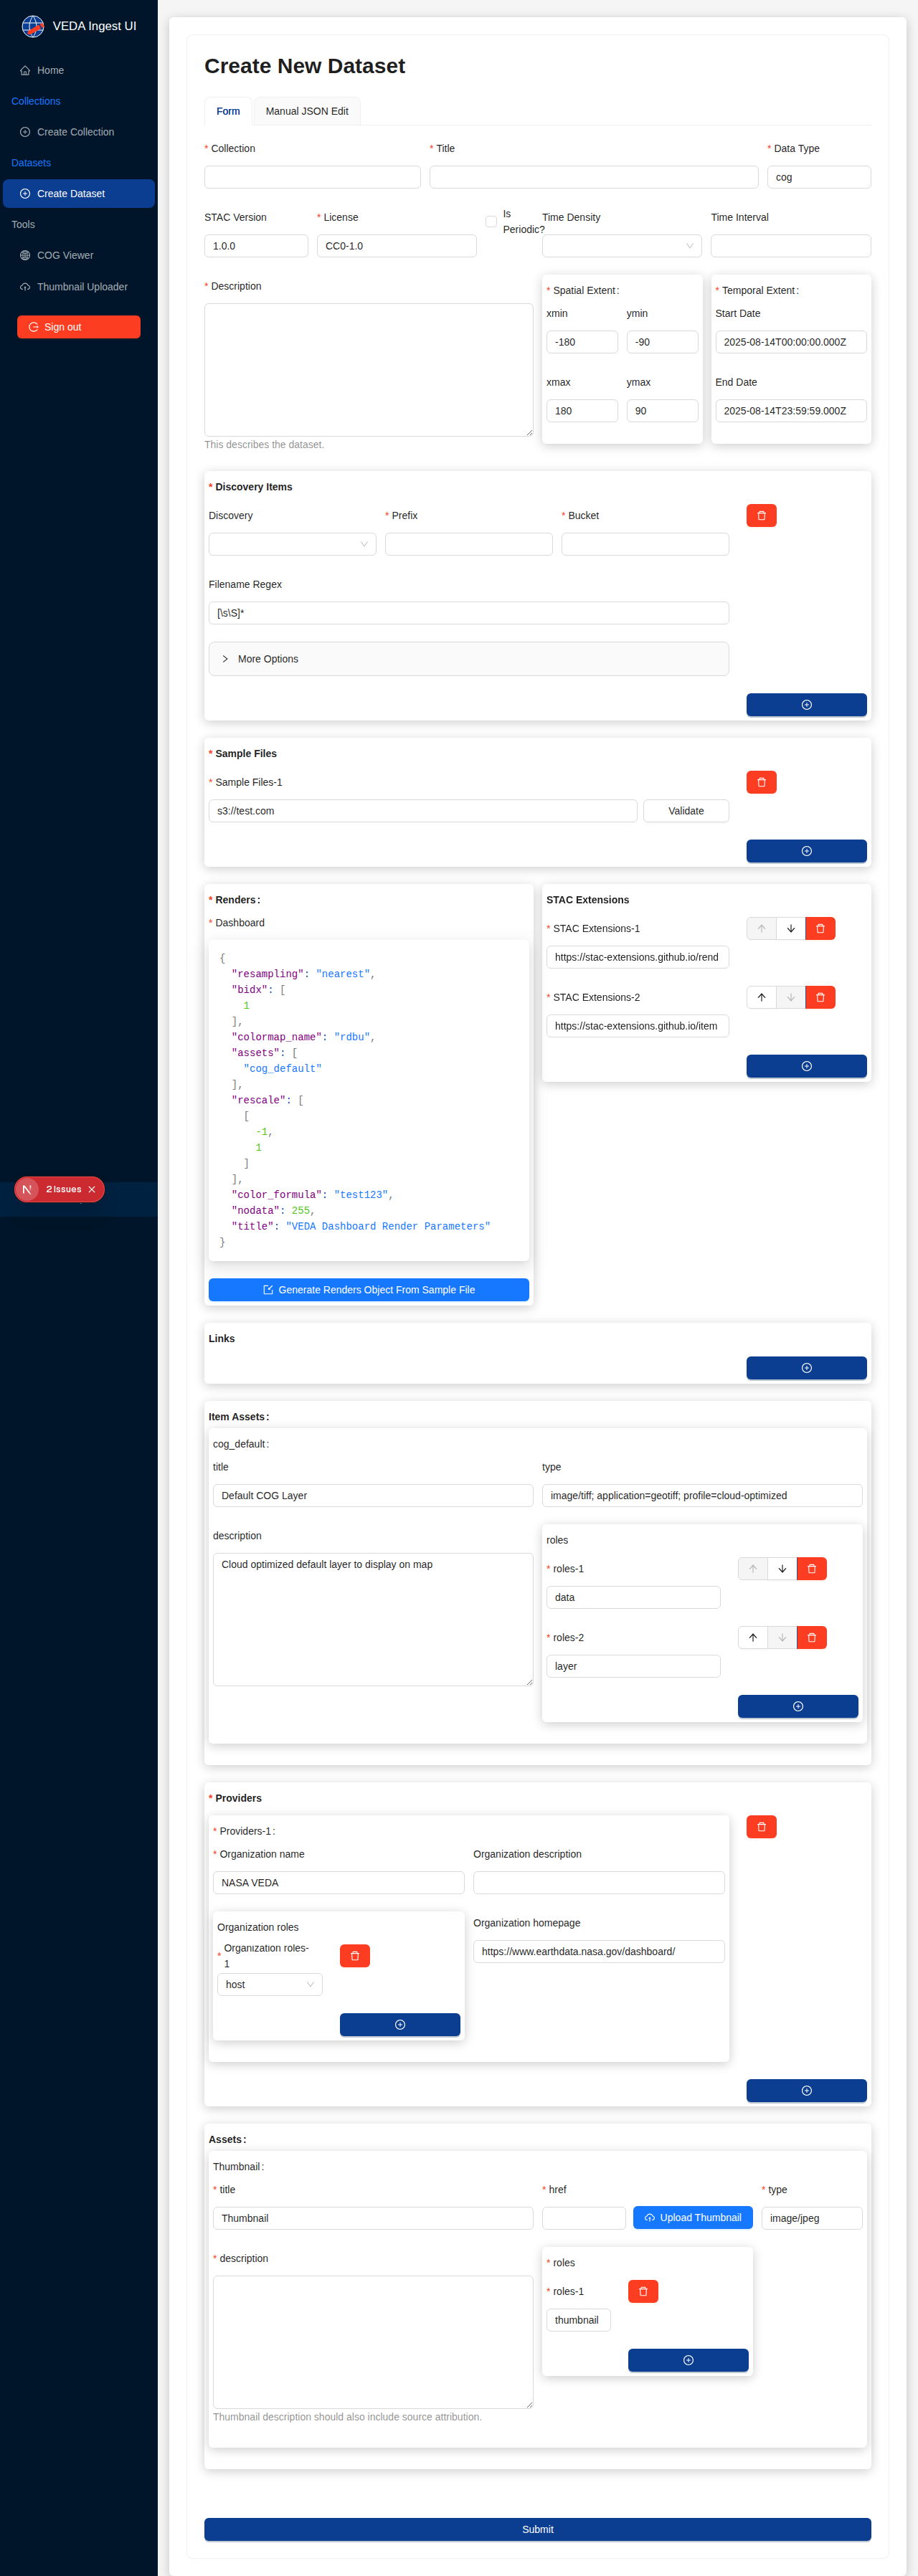 VEDA Ingest UI
Home
Collections
Create Collection
Datasets
Create Dataset
Tools
COG Viewer
Thumbnail Uploader
Sign out
2 Issues
Create New Dataset
Form Manual JSON Edit
* Collection * Title * Data Type
cog
STAC Version * License Is Periodic? Time Density Time Interval
1.0.0 CC0-1.0
* Description
This describes the dataset.
* Spatial Extent:
xmin ymin
-180 -90
xmax ymax
180 90
* Temporal Extent:
Start Date
2025-08-14T00:00:00.000Z
End Date
2025-08-14T23:59:59.000Z
* Discovery Items
Discovery * Prefix * Bucket
Filename Regex
[\s\S]*
More Options
* Sample Files
* Sample Files-1
s3://test.com Validate
* Renders:
* Dashboard
{
"resampling": "nearest",
"bidx": [
1
],
"colormap_name": "rdbu",
"assets": [
"cog_default"
],
"rescale": [
[
-1,
1
]
],
"color_formula": "test123",
"nodata": 255,
"title": "VEDA Dashboard Render Parameters"
}
Generate Renders Object From Sample File
STAC Extensions
* STAC Extensions-1
https://stac-extensions.github.io/rend
* STAC Extensions-2
https://stac-extensions.github.io/item
Links
Item Assets:
cog_default:
title type
Default COG Layer image/tiff; application=geotiff; profile=cloud-optimized
description
Cloud optimized default layer to display on map
roles
* roles-1
data
* roles-2
layer
* Providers
* Providers-1:
* Organization name Organization description
NASA VEDA
Organization roles
* Organization roles-
1
host
Organization homepage
https://www.earthdata.nasa.gov/dashboard/
Assets:
Thumbnail:
* title * href * type
Thumbnail Upload Thumbnail image/jpeg
* description
Thumbnail description should also include source attribution.
* roles
* roles-1
thumbnail
Submit